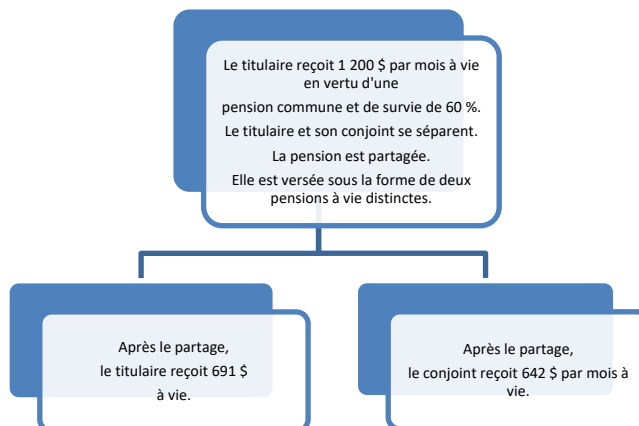 Le titulaire reçoit 1 200 $ par mois à vie
en vertu d'une
pension commune et de survie de 60 %.
Le titulaire et son conjoint se séparent.
La pension est partagée.
Elle est versée sous la forme de deux
pensions à vie distinctes.
Après le partage,
le titulaire reçoit 691 $
à vie.
Après le partage,
le conjoint reçoit 642 $ par mois à
vie.